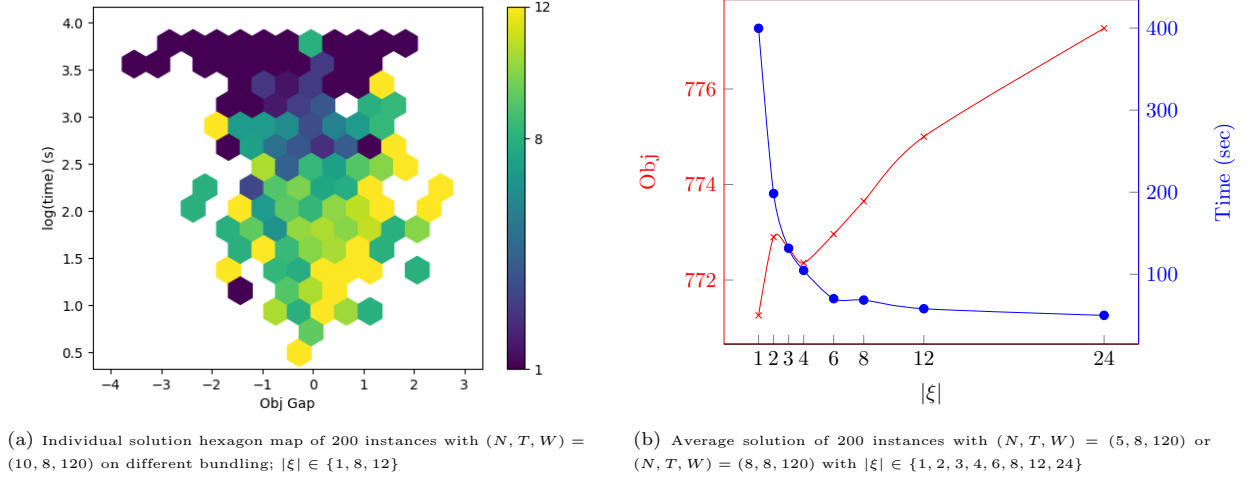 4.0
3.5
3.0
2.5
2.0
1.5
1.0
0.5
log(time) (s)
−4 −3 −2 −1 0 1 2 3
Obj Gap
12
8
1
776
774
772
Obj
400
300
200
100
Time (sec)
1 2 3 4 6 8 12 24
|ξ|
(a) Individual solution hexagon map of 200 instances with (N, T, W) =
(10, 8, 120) on different bundling; |ξ| ∈ {1, 8, 12}
(b) Average solution of 200 instances with (N, T, W) = (5, 8, 120) or
(N, T, W) = (8, 8, 120) with |ξ| ∈ {1, 2, 3, 4, 6, 8, 12, 24}